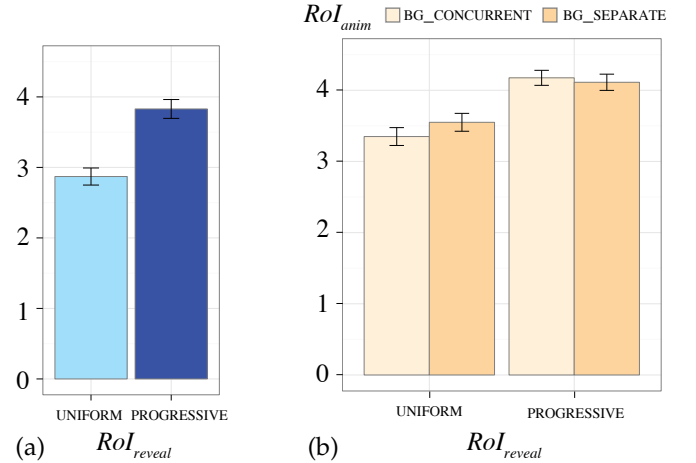 4
3
2
1
0
UNIFORM PROGRESSIVE
(a) RoI_reveal
RoI_anim BG_CONCURRENT BG_SEPARATE
4
3
2
1
0
UNIFORM PROGRESSIVE
(b) RoI_reveal